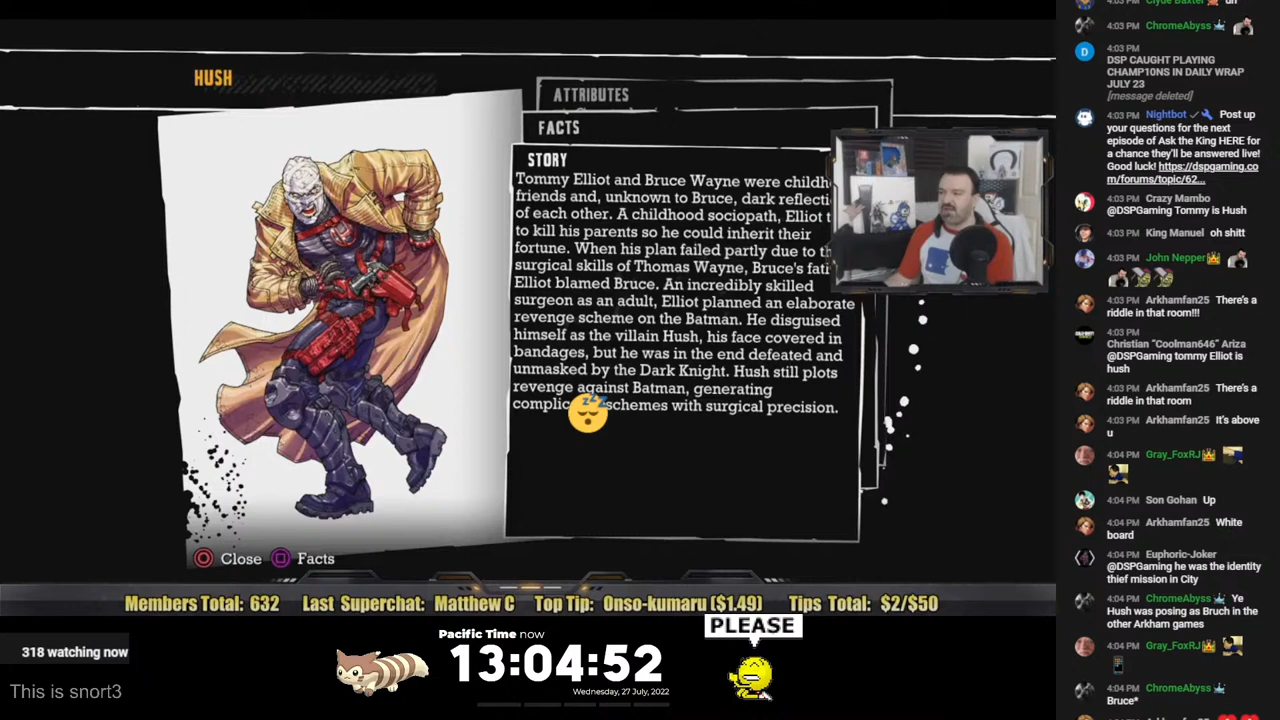 HUSH
ATTRIBUTES
FACTS
STORY
Tommy Elliot and Bruce Wayne were childh
friends and, unknown to Bruce, dark reflecti
of each other. A childhood sociopath, Elliot t
to kill his parents so he could inherit their
fortune. When his plan failed partly due to th
surgical skills of Thomas Wayne, Bruce's fath
Elliot blamed Bruce. An incredibly skilled
surgeon as an adult, Elliot planned an elaborate
revenge scheme on the Batman. He disguised
himself as the villain Hush, his face covered in
bandages, but he was in the end defeated and
unmasked by the Dark Knight. Hush still plots
revenge against Batman, generating
complic schemes with surgical precision.
Close Facts
Members Total: 632 Last Superchat: Matthew C Top Tip: Onso-kumaru ($1.49) Tips Total: $2/$50
318 watching now
This is snort3
Pacific Time now
13:04:52
Wednesday, 27 July, 2022
PLEASE
4:03 PM Clyde Baxter uh
4:03 PM ChromeAbyss
D
4:03 PM
DSP CAUGHT PLAYING
CHAMP10NS IN DAILY WRAP
JULY 23
[message deleted]
4:03 PM Nightbot Post up
your questions for the next
episode of Ask the King HERE for
a chance they'll be answered live!
Good luck! https://dspgaming.co
m/forums/topic/62...
4:03 PM Crazy Mambo
@DSPGaming Tommy is Hush
4:03 PM King Manuel oh shitt
4:03 PM John Nepper
4:03 PM Arkhamfan25 There's a
riddle in that room!!!
4:03 PM
Christian "Coolman646" Ariza
@DSPGaming tommy Elliot is
hush
4:03 PM Arkhamfan25 There's a
riddle in that room
4:03 PM Arkhamfan25 It's above
u
4:04 PM Gray_FoxRJ
4:04 PM Son Gohan Up
4:04 PM Arkhamfan25 White
board
4:04 PM Euphoric-Joker
@DSPGaming he was the identity
thief mission in City
4:04 PM ChromeAbyss Ye
Hush was posing as Bruch in the
other Arkham games
4:04 PM Gray_FoxRJ
4:04 PM ChromeAbyss
Bruce*